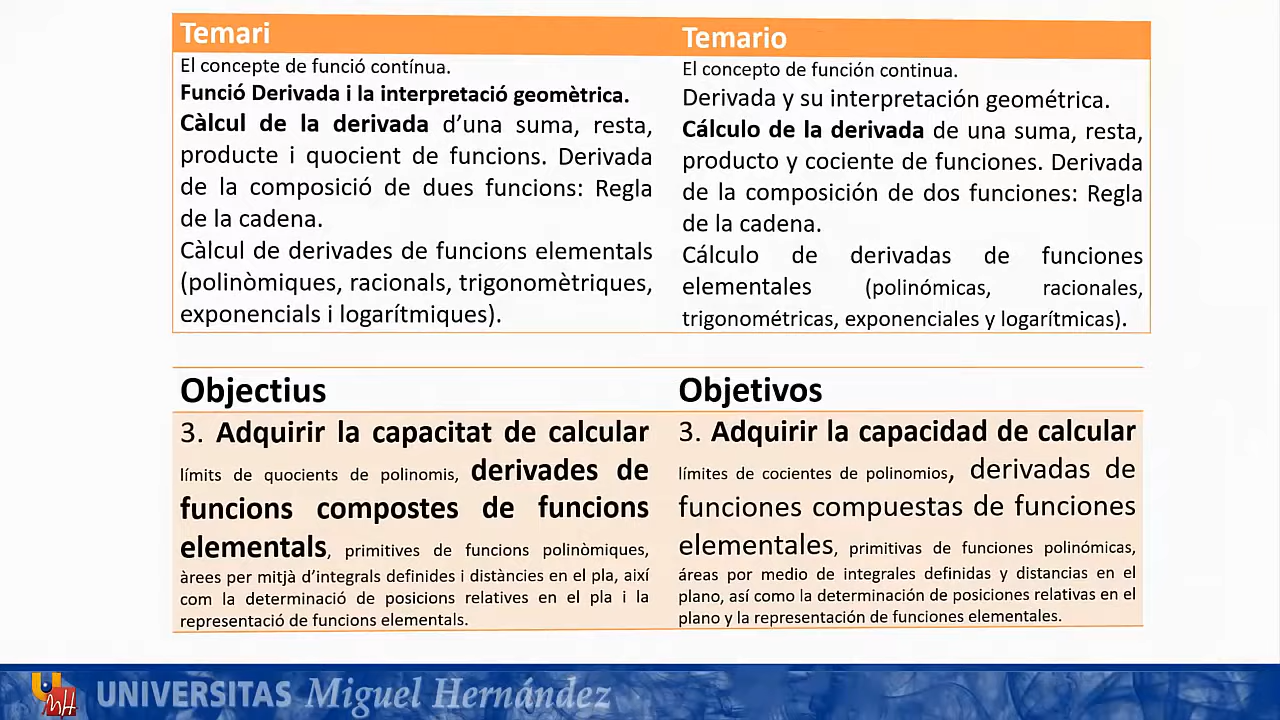 Temari
El concepte de funció contínua.
Funció Derivada i la interpretació geomètrica.
Càlcul de la derivada d’una suma, resta,
producte i quocient de funcions. Derivada
de la composició de dues funcions: Regla
de la cadena.
Càlcul de derivades de funcions elementals
(polinòmiques, racionals, trigonomètriques,
exponencials i logarítmiques).
Temario
El concepto de función continua.
Derivada y su interpretación geométrica.
Cálculo de la derivada de una suma, resta,
producto y cociente de funciones. Derivada
de la composición de dos funciones: Regla
de la cadena.
Cálculo de derivadas de funciones
elementales (polinómicas, racionales,
trigonométricas, exponenciales y logarítmicas).
Objectius
3. Adquirir la capacitat de calcular
límits de quocients de polinomis, derivades de
funcions compostes de funcions
elementals, primitives de funcions polinòmiques,
àrees per mitjà d’integrals definides i distàncies en el pla, així
com la determinació de posicions relatives en el pla i la
representació de funcions elementals.
Objetivos
3. Adquirir la capacidad de calcular
límites de cocientes de polinomios, derivadas de
funciones compuestas de funciones
elementales, primitivas de funciones polinómicas,
áreas por medio de integrales definidas y distancias en el
plano, así como la determinación de posiciones relativas en el
plano y la representación de funciones elementales.
UNIVERSITAS Miguel Hernández